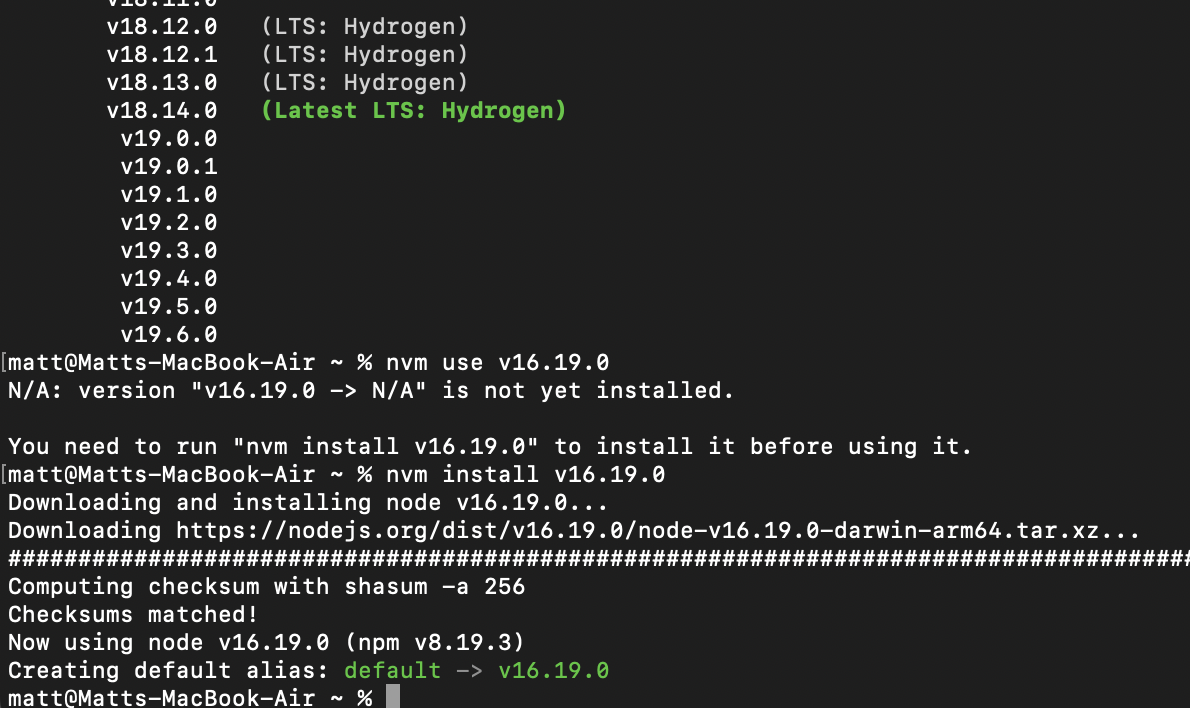 v18.11.0
v18.12.0   (LTS: Hydrogen)
v18.12.1   (LTS: Hydrogen)
v18.13.0   (LTS: Hydrogen)
v18.14.0   (Latest LTS: Hydrogen)
v19.0.0
v19.0.1
v19.1.0
v19.2.0
v19.3.0
v19.4.0
v19.5.0
v19.6.0
[matt@Matts-MacBook-Air ~ % nvm use v16.19.0
N/A: version "v16.19.0 -> N/A" is not yet installed.
You need to run "nvm install v16.19.0" to install it before using it.
[matt@Matts-MacBook-Air ~ % nvm install v16.19.0
Downloading and installing node v16.19.0...
Downloading https://nodejs.org/dist/v16.19.0/node-v16.19.0-darwin-arm64.tar.xz...
#####################################################################################
Computing checksum with shasum -a 256
Checksums matched!
Now using node v16.19.0 (npm v8.19.3)
Creating default alias: default -> v16.19.0
matt@Matts-MacBook-Air ~ %